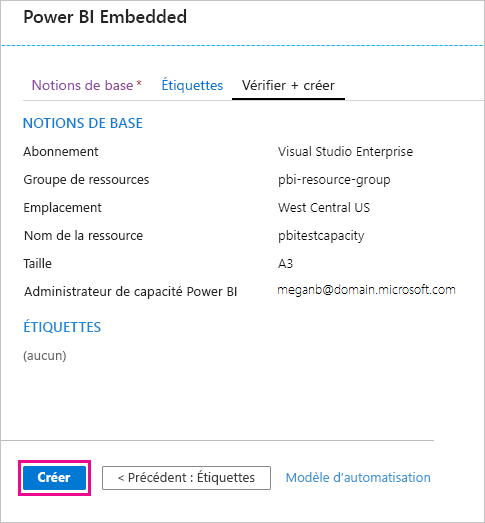 Power BI Embedded
Notions de base * Étiquettes Vérifier + créer
NOTIONS DE BASE
Abonnement Visual Studio Enterprise
Groupe de ressources pbi-resource-group
Emplacement West Central US
Nom de la ressource pbitestcapacity
Taille A3
Administrateur de capacité Power BI meganb@domain.microsoft.com
ÉTIQUETTES
(aucun)
Créer < Précédent : Étiquettes Modèle d'automatisation